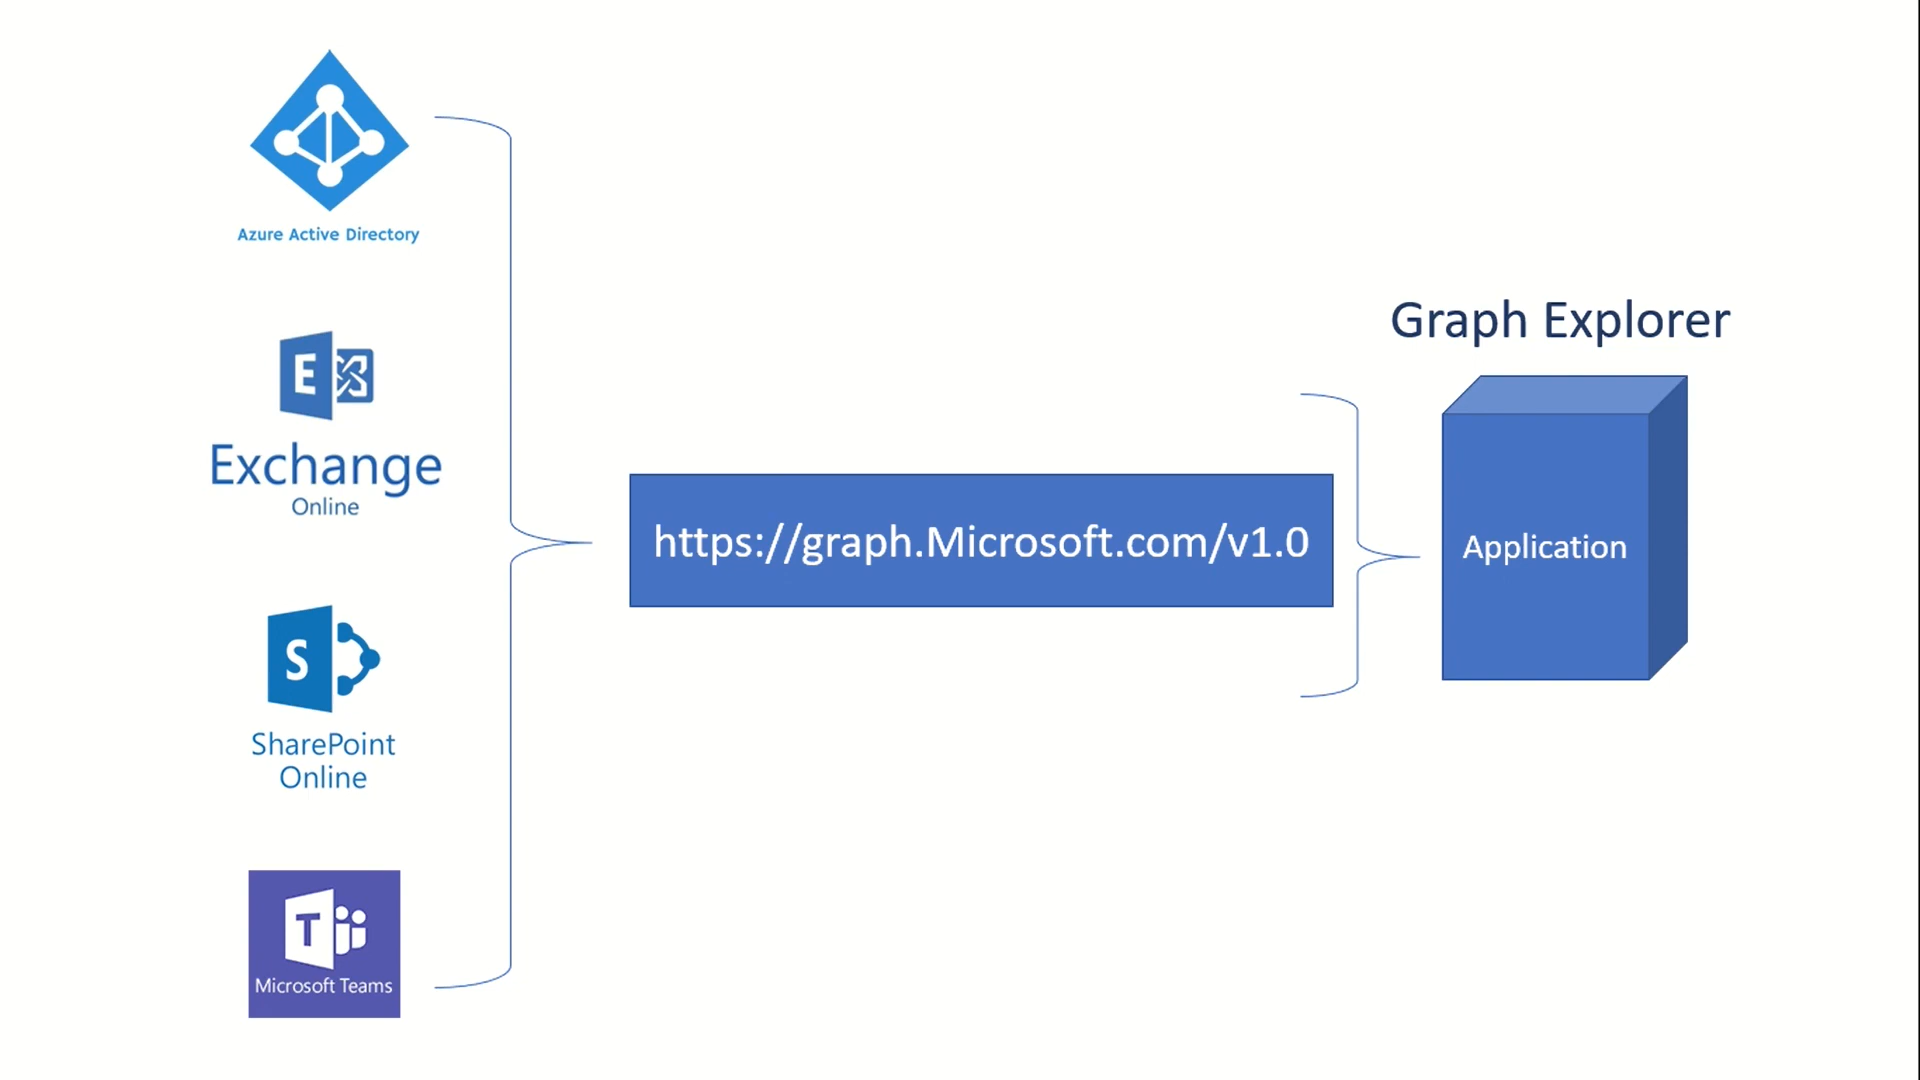 Azure Active Directory
E
Exchange
Online
S
SharePoint
Online
T
Microsoft Teams
https://graph.Microsoft.com/v1.0
Graph Explorer
Application